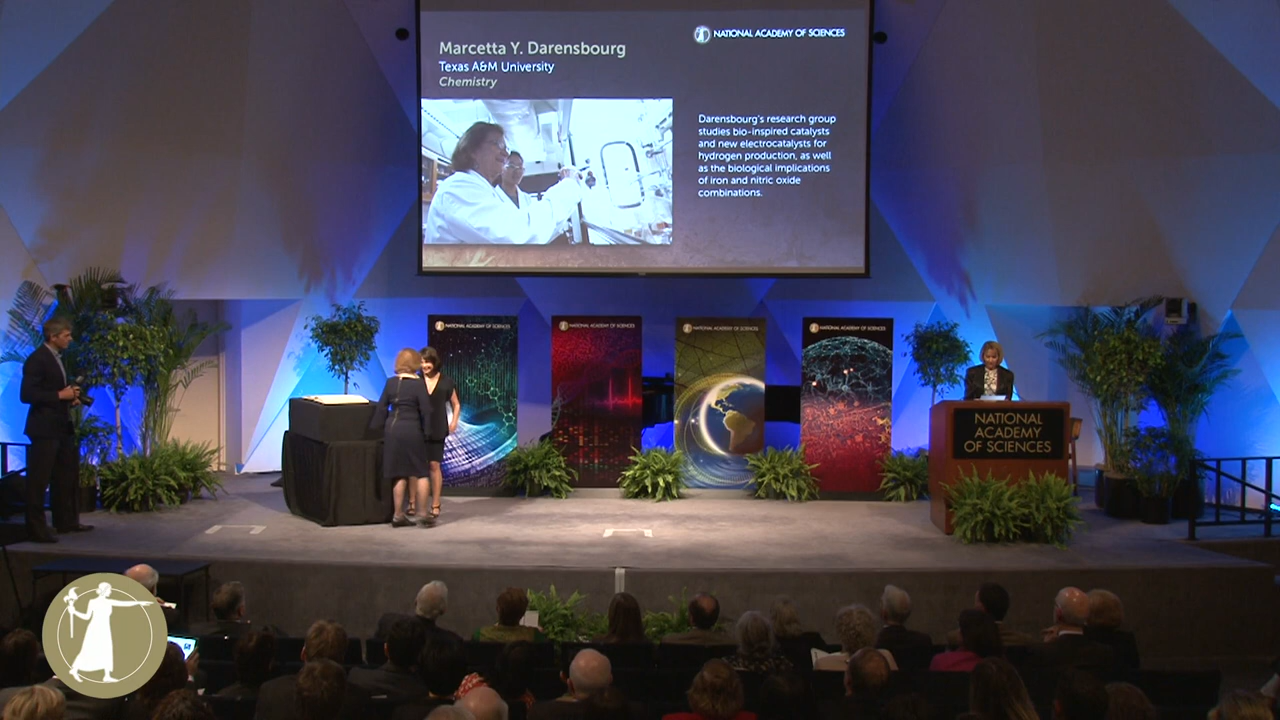 Marcetta Y. Darensbourg
Texas A&M University
Chemistry
NATIONAL ACADEMY OF SCIENCES
Darensbourg's research group
studies bio-inspired catalysts
and new electrocatalysts for
hydrogen production, as well
as the biological implications
of iron and nitric oxide
combinations.
NATIONAL ACADEMY OF SCIENCES
NATIONAL ACADEMY OF SCIENCES
NATIONAL ACADEMY OF SCIENCES
NATIONAL ACADEMY OF SCIENCES
NATIONAL
ACADEMY
OF SCIENCES